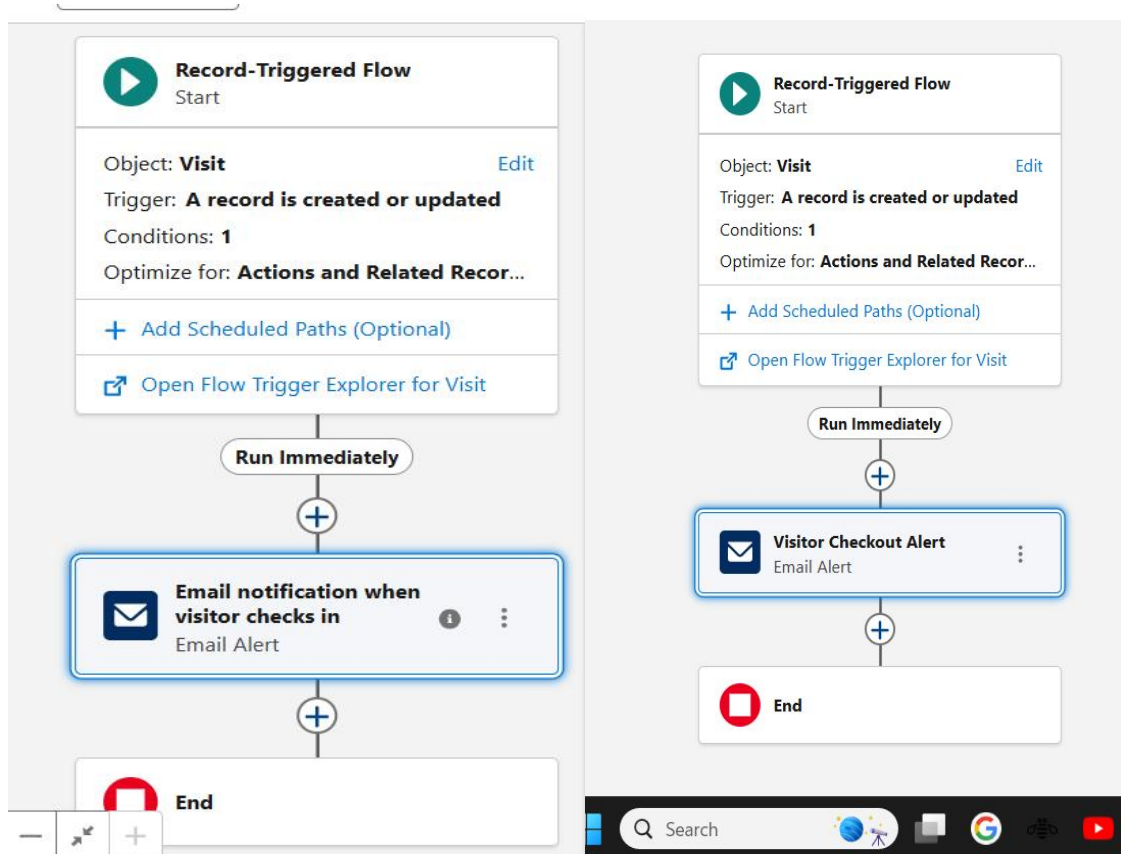 Record-Triggered Flow
Start
Object: Visit
Edit
Trigger: A record is created or updated
Conditions: 1
Optimize for: Actions and Related Recor...
+ Add Scheduled Paths (Optional)
Open Flow Trigger Explorer for Visit
Run Immediately
Email notification when
visitor checks in
Email Alert
End
Record-Triggered Flow
Start
Object: Visit
Edit
Trigger: A record is created or updated
Conditions: 1
Optimize for: Actions and Related Recor...
+ Add Scheduled Paths (Optional)
Open Flow Trigger Explorer for Visit
Run Immediately
Visitor Checkout Alert
Email Alert
End
Search